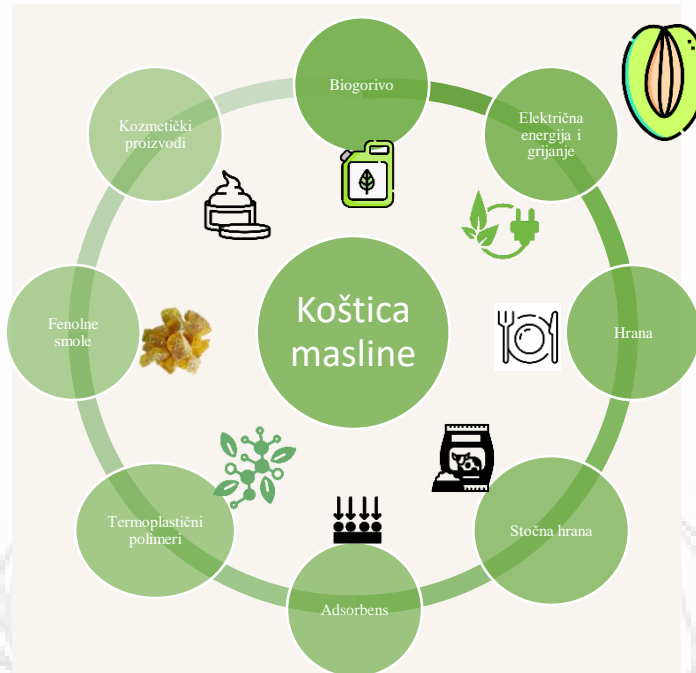 Koštica
masline
Biogorivo
Električna
energija i
grijanje
Hrana
Stočna hrana
Adsorbens
Termoplastični
polimeri
Fenolne
smole
Kozmetički
proizvodi